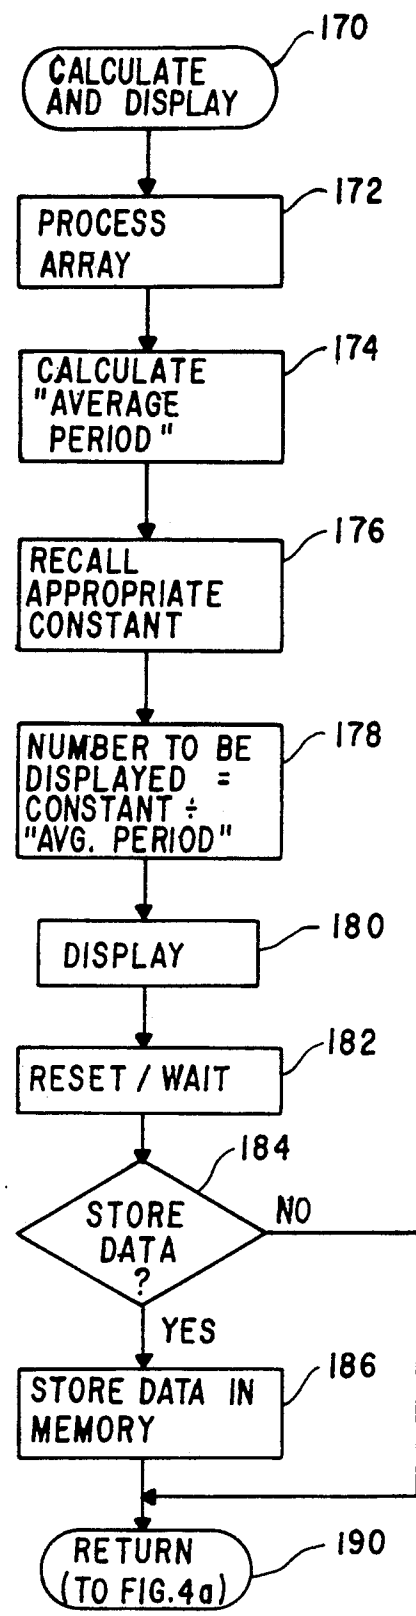 170
CALCULATE
AND DISPLAY
172
PROCESS
ARRAY
174
CALCULATE
"AVERAGE
PERIOD"
176
RECALL
APPROPRIATE
CONSTANT
178
NUMBER TO BE
DISPLAYED =
CONSTANT ÷
"AVG. PERIOD"
180
DISPLAY
182
RESET / WAIT
184
STORE
DATA
?
NO
YES
186
STORE DATA IN
MEMORY
190
RETURN
(TO FIG.4a)